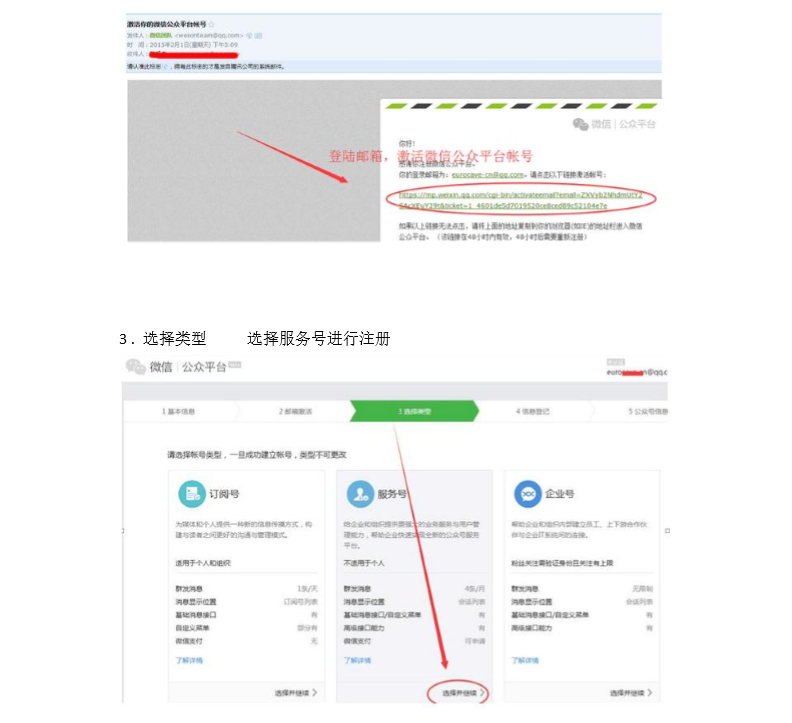 激活你的微信公众平台帐号
发件人：微信团队 <weixinteam@qq.com>
时 间：2013年2月1日(星期天) 下午3:09
收件人：
微信 | 公众平台
你好!
登陆邮箱，激活微信公众平台帐号
感谢你注册微信公众平台。
你的登录邮箱为：eurocave-cn@qq.com。请点击以下链接激活帐号：
如果以上链接无法点击，请将上面的地址复制到你的浏览器(如IE)的地址栏进入微信
公众平台。（该链接在48小时内有效，48小时后需要重新注册）
3. 选择类型 选择服务号进行注册
微信 | 公众平台
1 基本信息 2 邮箱激活 3 选择类型 4 信息登记 5 公众号信息
请选择帐号类型，一旦成功建立帐号，类型不可更改
订阅号 服务号 企业号
为媒体和个人提供一种新的信息传播方式，构
建与读者之间更好的沟通与管理模式。
给企业和组织提供更强大的业务服务与用户管
理能力，帮助企业快速实现全新的公众号服务
平台。
帮助企业和组织内部建立员工、上下游合作伙
伴与企业IT系统间的连接。
适用于个人和组织 不适用于个人 粉丝关注需验证身份且关注有上限
群发消息 1条/天 群发消息 4条/月 群发消息 无限制
消息显示位置 订阅号列表 消息显示位置 会话列表 消息显示位置 会话列表
基础消息接口 有 基础消息接口/自定义菜单 有 基础消息接口/自定义菜单 有
自定义菜单 部分有 高级接口能力 有 高级接口能力 有
微信支付 无 微信支付 可申请
了解详情 了解详情 了解详情
选择并继续 选择并继续 选择并继续